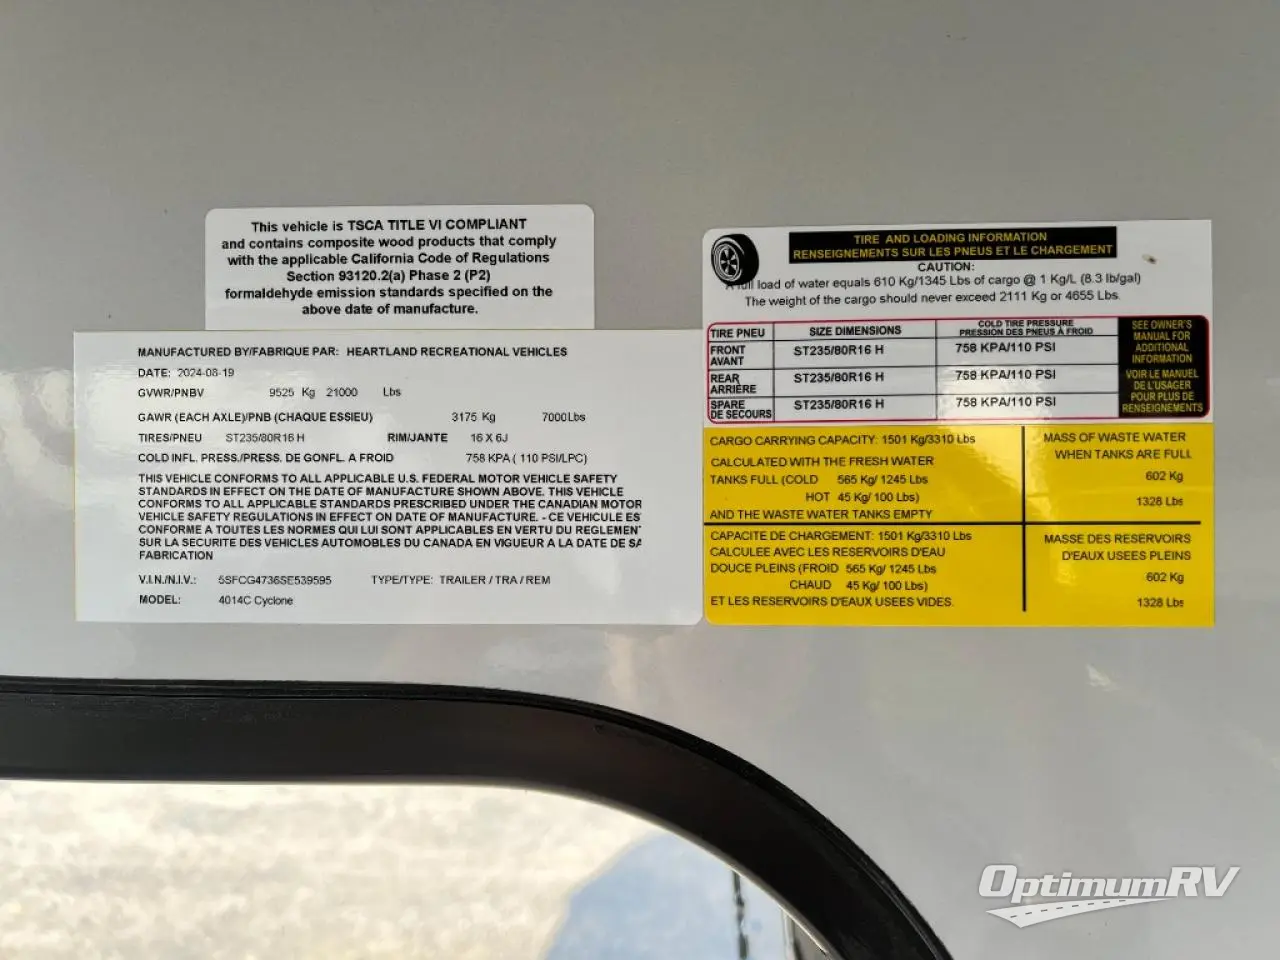 This vehicle is TSCA TITLE VI COMPLIANT
and contains composite wood products that comply
with the applicable California Code of Regulations
Section 93120.2(a) Phase 2 (P2)
formaldehyde emission standards specified on the
above date of manufacture.
MANUFACTURED BY/FABRIQUE PAR: HEARTLAND RECREATIONAL VEHICLES
DATE: 2024-08-19
GVWR/PNBV 9525 Kg 21000 Lbs
GAWR (EACH AXLE)/PNB (CHAQUE ESSIEU) 3175 Kg 7000Lbs
TIRES/PNEU ST235/80R16 H RIM/JANTE 16 X 6J
COLD INFL. PRESS./PRESS. DE GONFL. A FROID 758 KPA ( 110 PSI/LPC)
THIS VEHICLE CONFORMS TO ALL APPLICABLE U.S. FEDERAL MOTOR VEHICLE SAFETY
STANDARDS IN EFFECT ON THE DATE OF MANUFACTURE SHOWN ABOVE. THIS VEHICLE
CONFORMS TO ALL APPLICABLE STANDARDS PRESCRIBED UNDER THE CANADIAN MOTOR
VEHICLE SAFETY REGULATIONS IN EFFECT ON DATE OF MANUFACTURE. - CE VEHICULE ES
CONFORME A TOUTES LES NORMES QUI LUI SONT APPLICABLES EN VERTU DU REGLEMEN
SUR LA SECURITE DES VEHICLES AUTOMOBILES DU CANADA EN VIGUEUR A LA DATE DE SA
FABRICATION
V.I.N./N.I.V.: 5SFCG4736SE539595 TYPE/TYPE: TRAILER / TRA / REM
MODEL: 4014C Cyclone
TIRE AND LOADING INFORMATION
RENSEIGNEMENTS SUR LES PNEUS ET LE CHARGEMENT
CAUTION:
A full load of water equals 610 Kg/1345 Lbs of cargo @ 1 Kg/L (8.3 lb/gal)
The weight of the cargo should never exceed 2111 Kg or 4655 Lbs.
TIRE PNEU SIZE DIMENSIONS COLD TIRE PRESSURE
PRESSION DES PNEUS À FROID
FRONT
AVANT ST235/80R16 H 758 KPA/110 PSI
REAR
ARRIÈRE ST235/80R16 H 758 KPA/110 PSI
SPARE
DE SECOURS ST235/80R16 H 758 KPA/110 PSI
SEE OWNER'S
MANUAL FOR
ADDITIONAL
INFORMATION
VOIR LE MANUEL
DE L'USAGER
POUR PLUS DE
RENSEIGNEMENTS
CARGO CARRYING CAPACITY: 1501 Kg/3310 Lbs
CALCULATED WITH THE FRESH WATER
TANKS FULL (COLD 565 Kg/ 1245 Lbs
HOT 45 Kg/ 100 Lbs)
AND THE WASTE WATER TANKS EMPTY
MASS OF WASTE WATER
WHEN TANKS ARE FULL
602 Kg
1328 Lbs
CAPACITE DE CHARGEMENT: 1501 Kg/3310 Lbs
CALCULEE AVEC LES RESERVOIRS D'EAU
DOUCE PLEINS (FROID 565 Kg/ 1245 Lbs
CHAUD 45 Kg/ 100 Lbs)
ET LES RESERVOIRS D'EAUX USEES VIDES.
MASSE DES RESERVOIRS
D'EAUX USEES PLEINS
602 Kg
1328 Lbs
OptimumRV